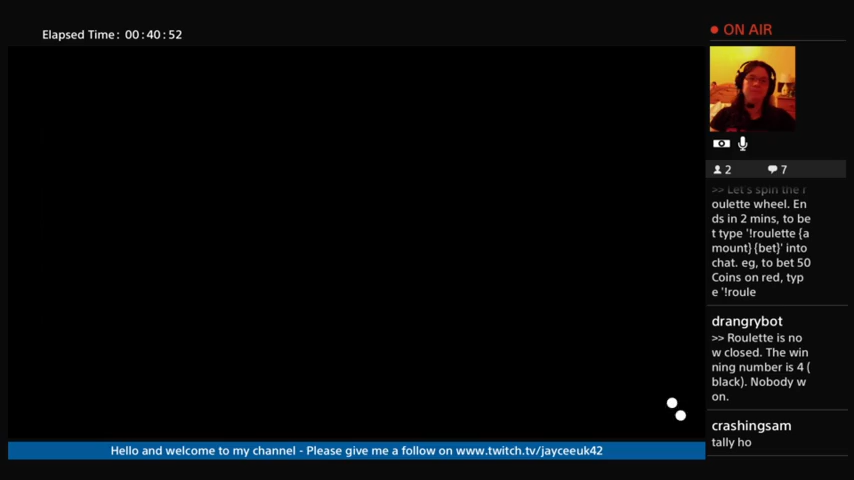 Elapsed Time: 00:40:52
ON AIR
2 7
>> Let's spin the r
oulette wheel. En
ds in 2 mins, to be
t type '!roulette {a
mount} {bet}' into
chat. eg, to bet 50
Coins on red, typ
e '!roule
drangrybot
>> Roulette is no
w closed. The win
ning number is 4 (
black). Nobody w
on.
crashingsam
tally ho
Hello and welcome to my channel - Please give me a follow on www.twitch.tv/jayceeuk42